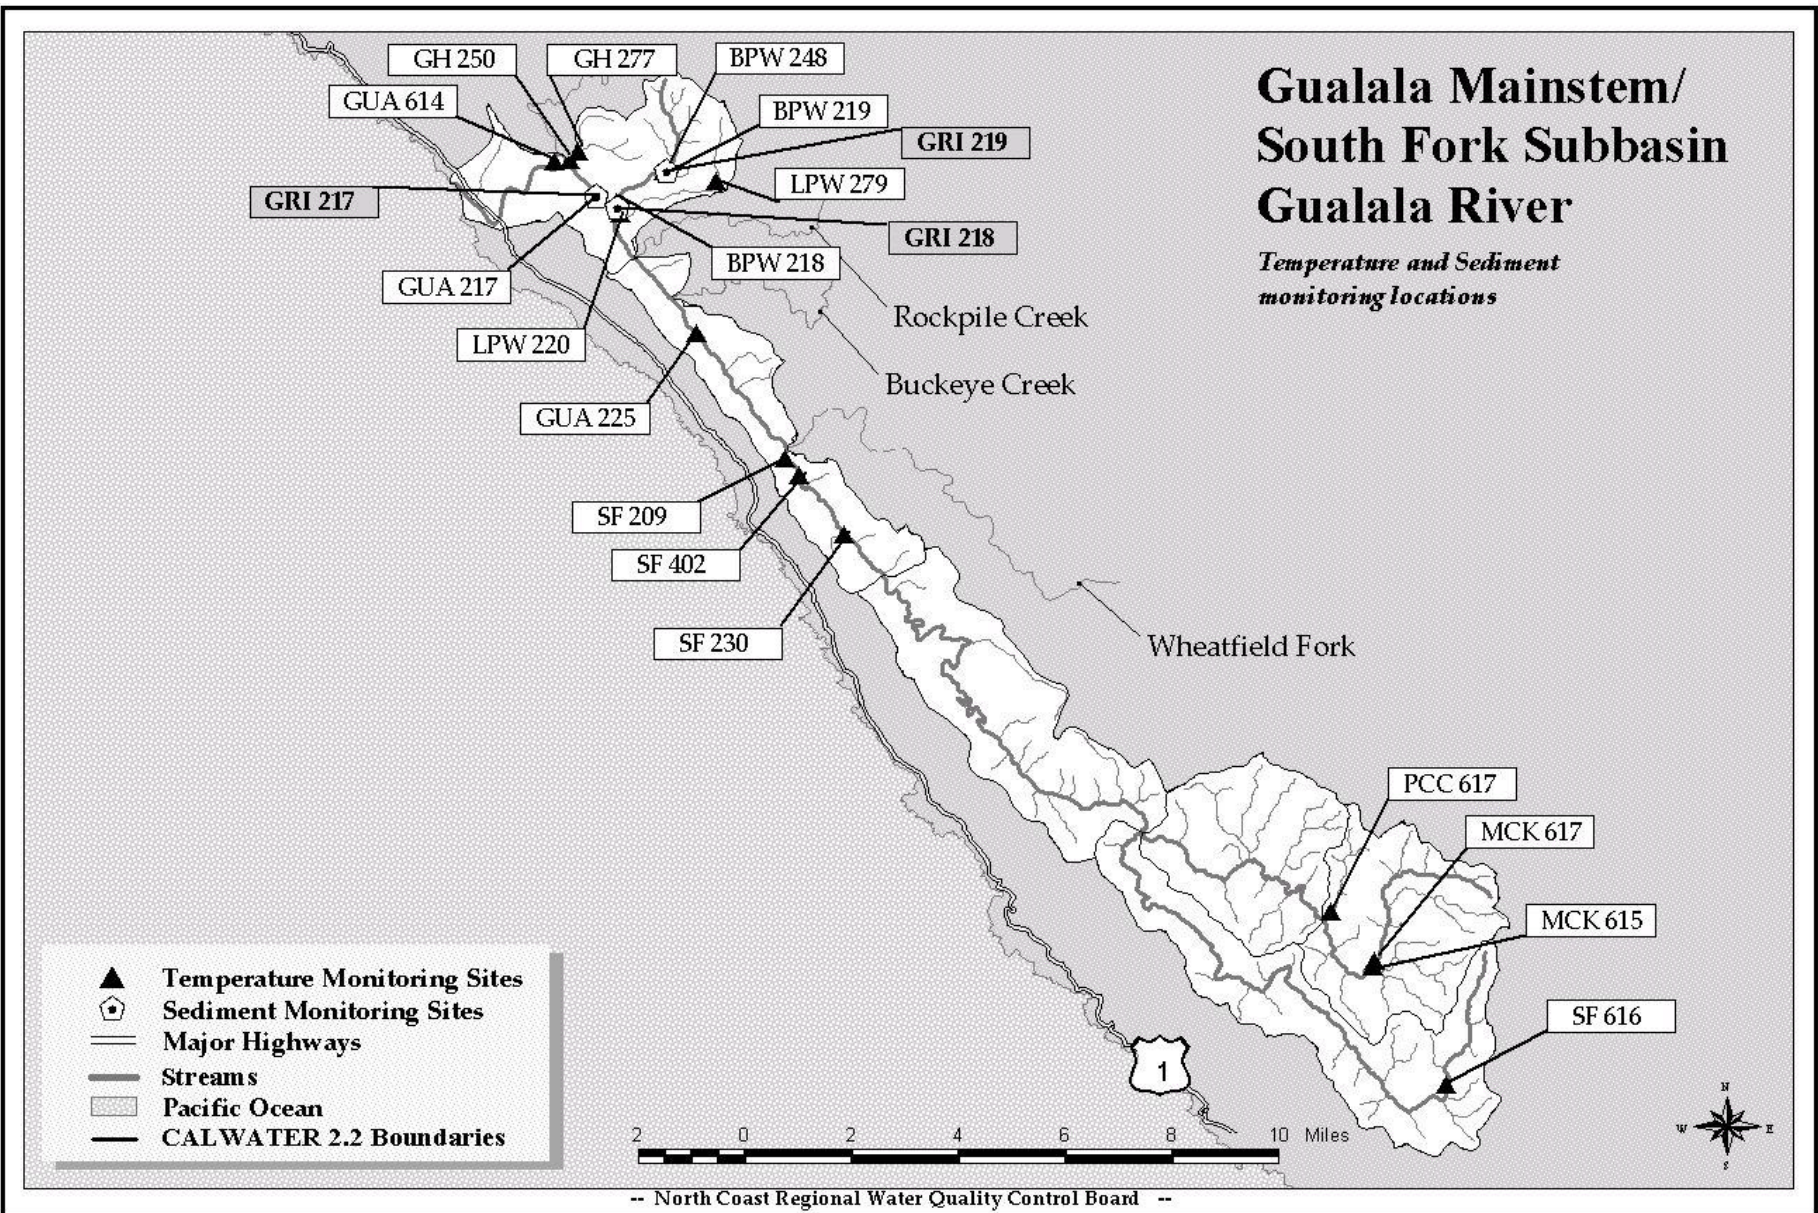 Gualala Mainstem/
South Fork Subbasin
Gualala River
Temperature and Sediment
monitoring locations
GH 250
GH 277
BPW 248
GUA 614
BPW 219
GRI 219
LPW 279
GRI 217
GRI 218
BPW 218
GUA 217
Rockpile Creek
LPW 220
Buckeye Creek
GUA 225
SF 209
SF 402
SF 230
Wheatfield Fork
PCC 617
MCK 617
MCK 615
SF 616
1
Temperature Monitoring Sites
Sediment Monitoring Sites
Major Highways
Streams
Pacific Ocean
CALWATER 2.2 Boundaries
2 0 2 4 6 8 10 Miles
N
W E
S
-- North Coast Regional Water Quality Control Board --